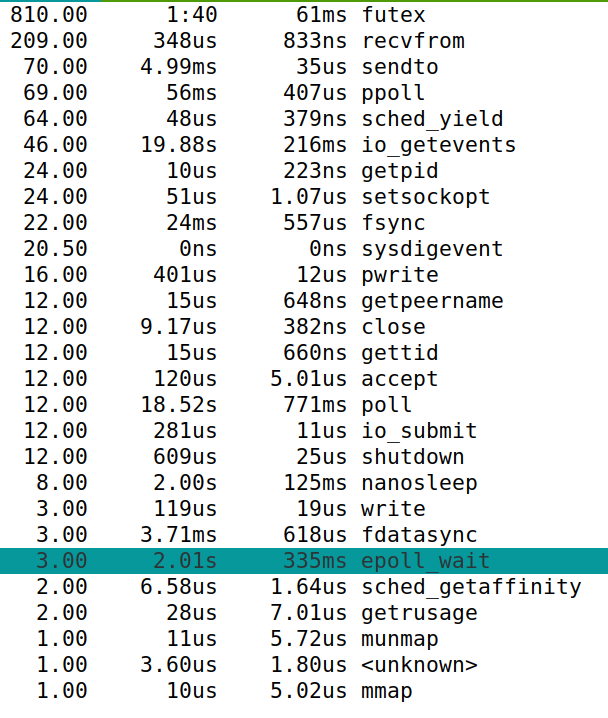 810.00 1:40 61ms futex
209.00 348us 833ns recvfrom
70.00 4.99ms 35us sendto
69.00 56ms 407us ppoll
64.00 48us 379ns sched_yield
46.00 19.88s 216ms io_getevents
24.00 10us 223ns getpid
24.00 51us 1.07us setsockopt
22.00 24ms 557us fsync
20.50 0ns 0ns sysdigevent
16.00 401us 12us pwrite
12.00 15us 648ns getpeername
12.00 9.17us 382ns close
12.00 15us 660ns gettid
12.00 120us 5.01us accept
12.00 18.52s 771ms poll
12.00 281us 11us io_submit
12.00 609us 25us shutdown
8.00 2.00s 125ms nanosleep
3.00 119us 19us write
3.00 3.71ms 618us fdatasync
3.00 2.01s 335ms epoll_wait
2.00 6.58us 1.64us sched_getaffinity
2.00 28us 7.01us getrusage
1.00 11us 5.72us munmap
1.00 3.60us 1.80us <unknown>
1.00 10us 5.02us mmap